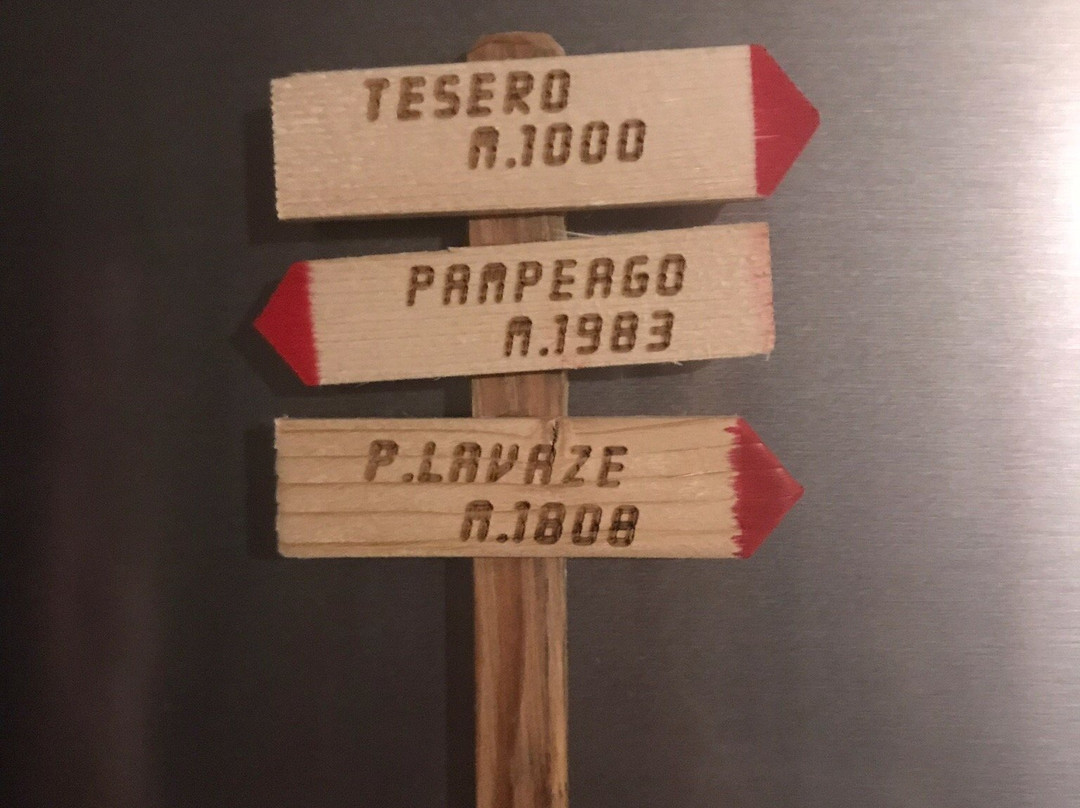 TESERO
M.1000
PAMPEAGO
M.1983
P.LAVAZE
M.1808